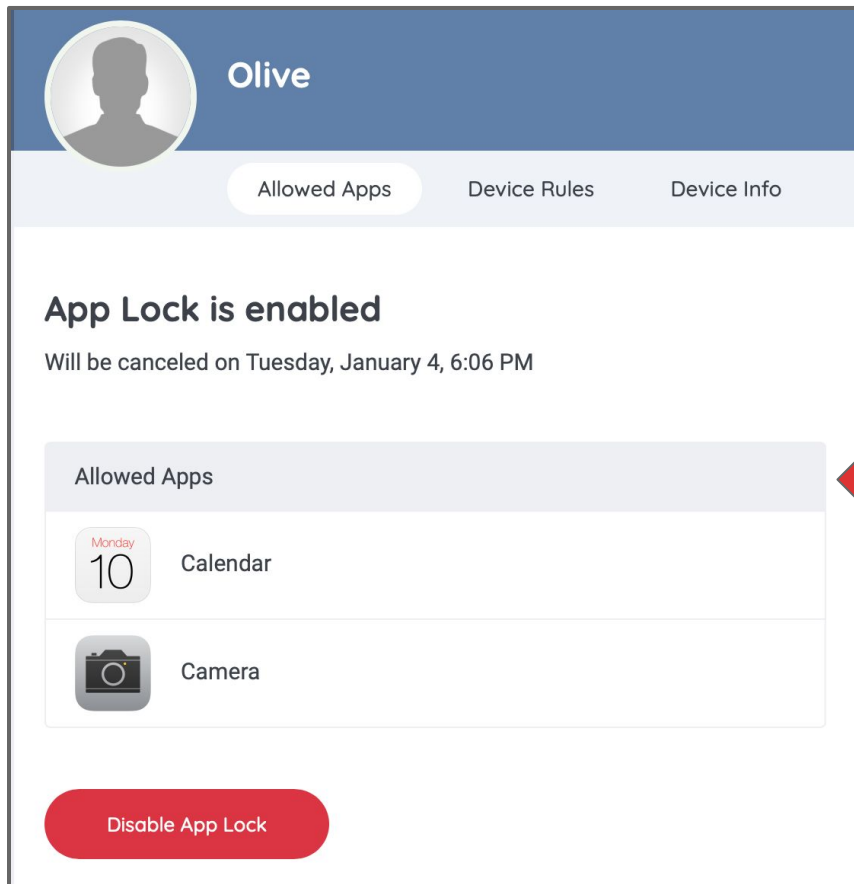 Olive
Allowed Apps Device Rules Device Info
App Lock is enabled
Will be canceled on Tuesday, January 4, 6:06 PM
Allowed Apps
Monday
10
Calendar
Camera
Disable App Lock